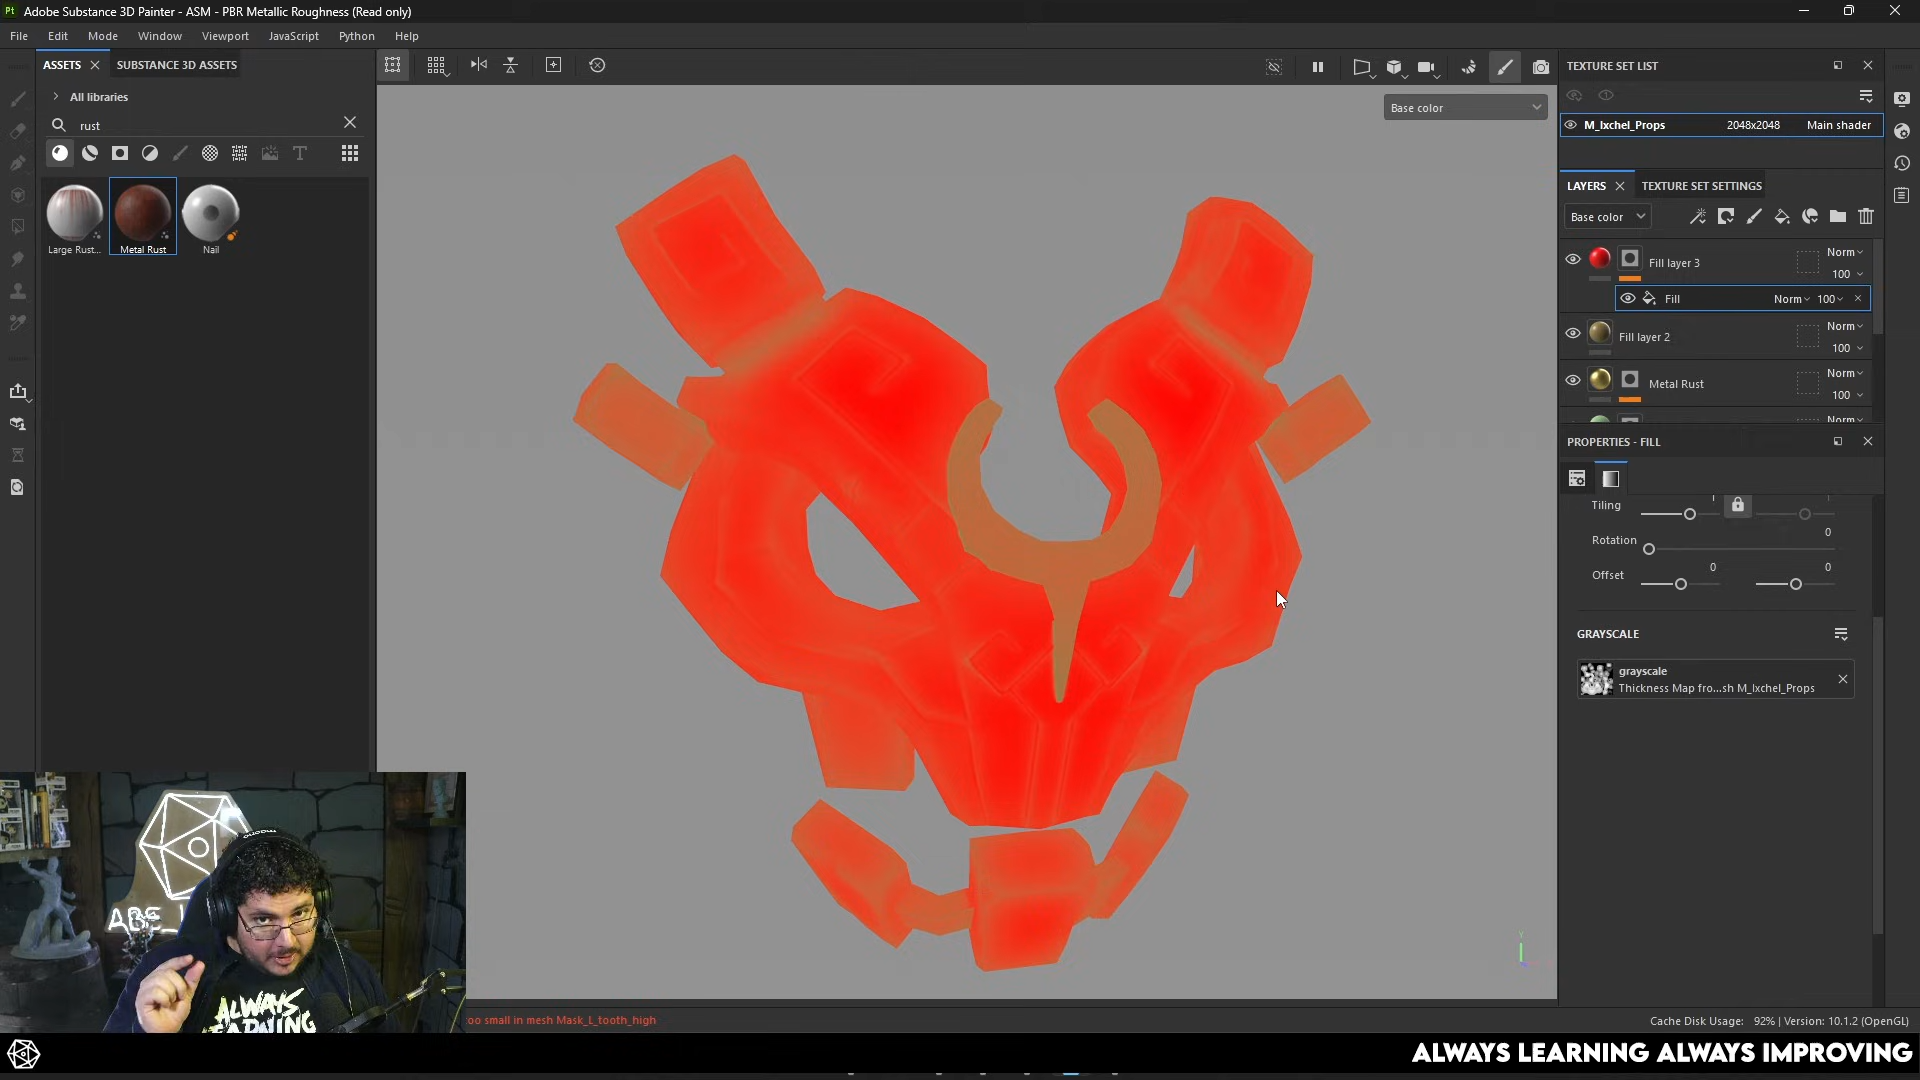 Pt Adobe Substance 3D Painter - ASM - PBR Metallic Roughness (Read only)
File Edit Mode Window Viewport JavaScript Python Help
ASSETS SUBSTANCE 3D ASSETS
All libraries
rust
Large Rust... Metal Rust Nail
Base color
TEXTURE SET LIST
M_Ixchel_Props 2048x2048 Main shader
LAYERS TEXTURE SET SETTINGS
Base color
Fill layer 3 Norm
100
Fill Norm 100
Fill layer 2 Norm
100
Metal Rust Norm
100
Norm
PROPERTIES - FILL
Tiling
Rotation 0
Offset 0 0
GRAYSCALE
grayscale
Thickness Map fro...sh M_Ixchel_Props
Y
ALWAYS
LEARNING
too small in mesh Mask_L_tooth_high
Cache Disk Usage: 92% | Version: 10.1.2 (OpenGL)
ALWAYS LEARNING ALWAYS IMPROVING